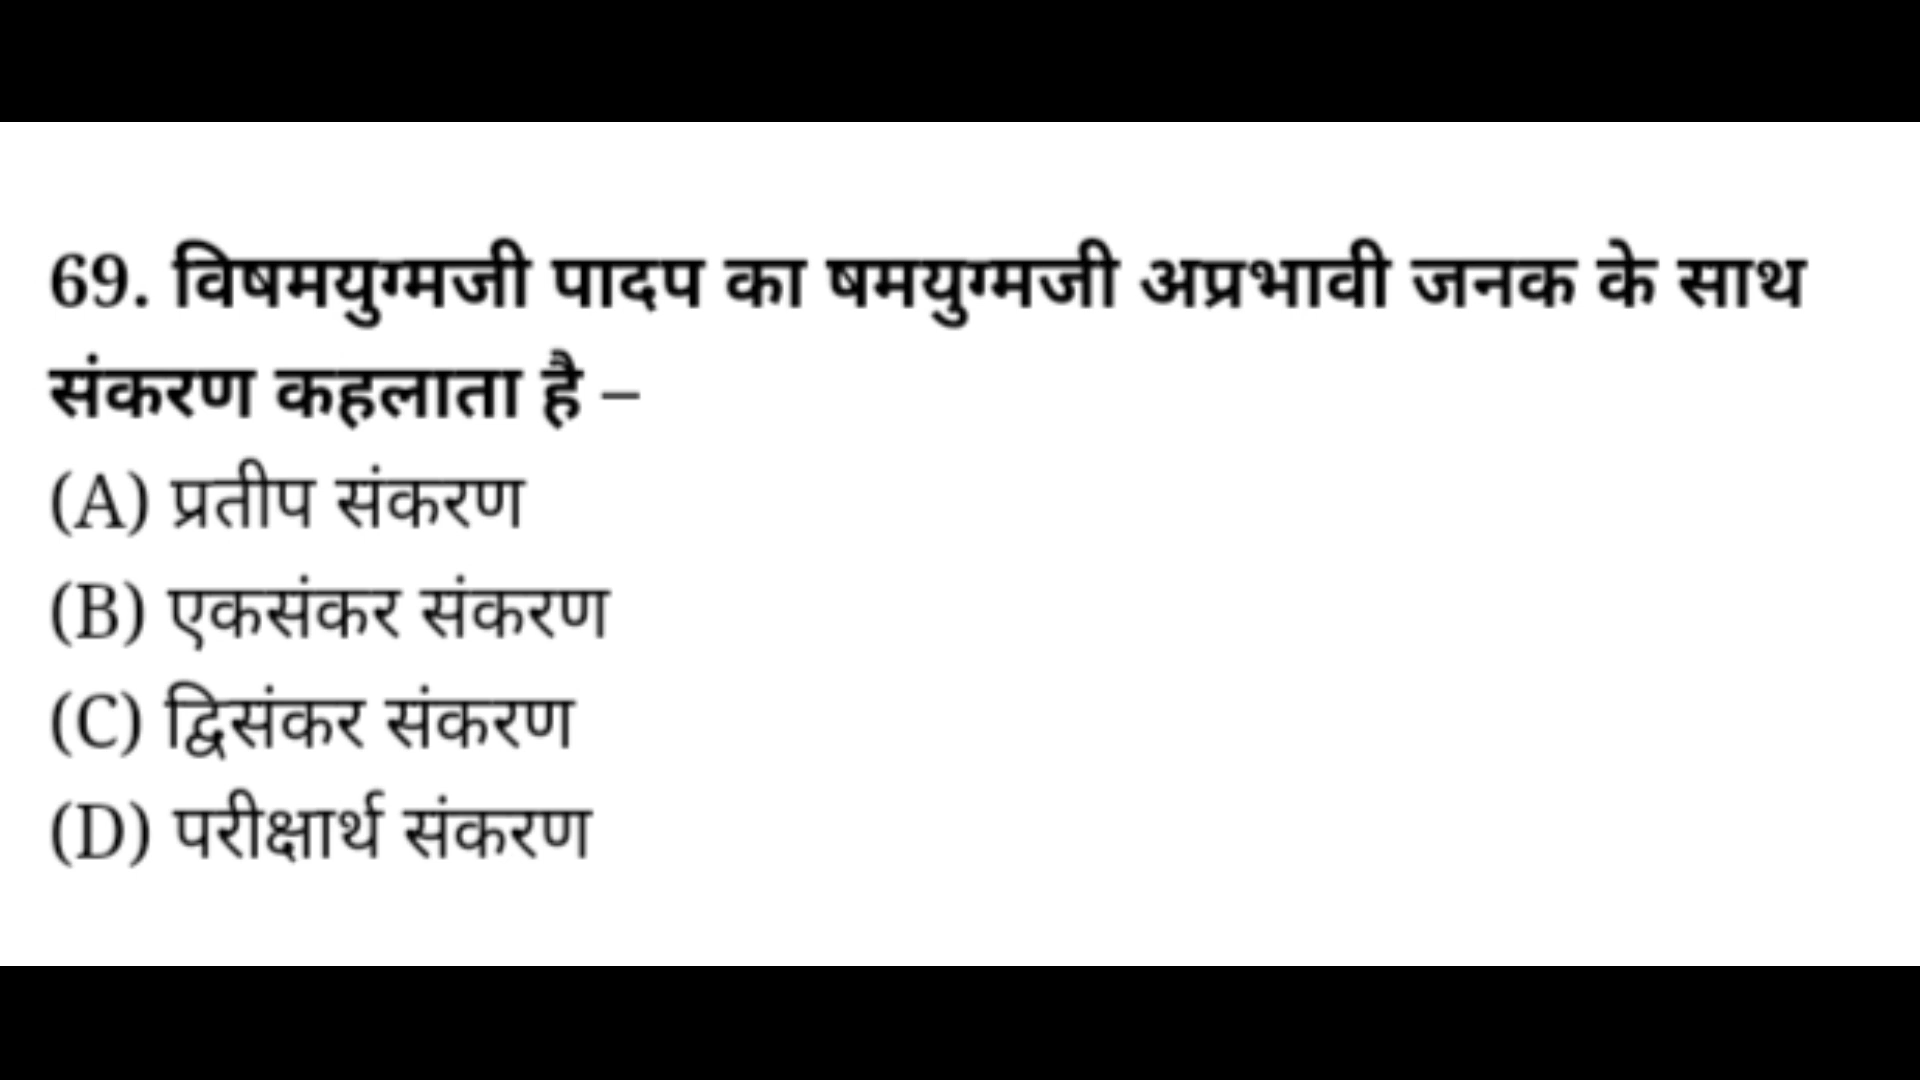 69. विषमयुग्मजी पादप का षमयुग्मजी अप्रभावी जनक के साथ
संकरण कहलाता है –
(A) प्रतीप संकरण
(B) एकसंकर संकरण
(C) द्विसंकर संकरण
(D) परीक्षार्थ संकरण